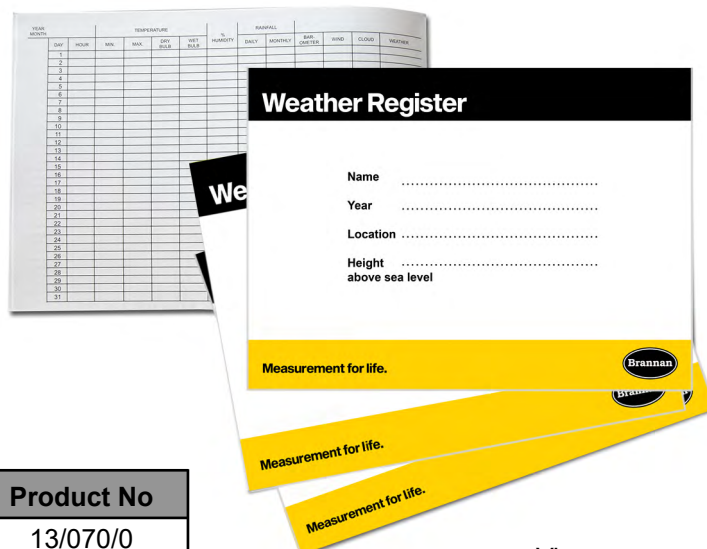 YEAR
MONTH
TEMPERATURE
%
HUMIDITY
RAINFALL
DAY HOUR MIN. MAX. DRY BULB WET BULB DAILY MONTHLY BAR-OMETER WIND CLOUD WEATHER
1
2
3
4
5
6
7
8
9
10
11
12
13
14
15
16
17
18
19
20
21
22
23
24
25
26
27
28
29
30
31
Weather Register
We
Name ........................................
Year ........................................
Location ........................................
Height ........................................
above sea level
Measurement for life.
Brannan
Bran
Measurement for life.
Measurement for life.
Product No
13/070/0